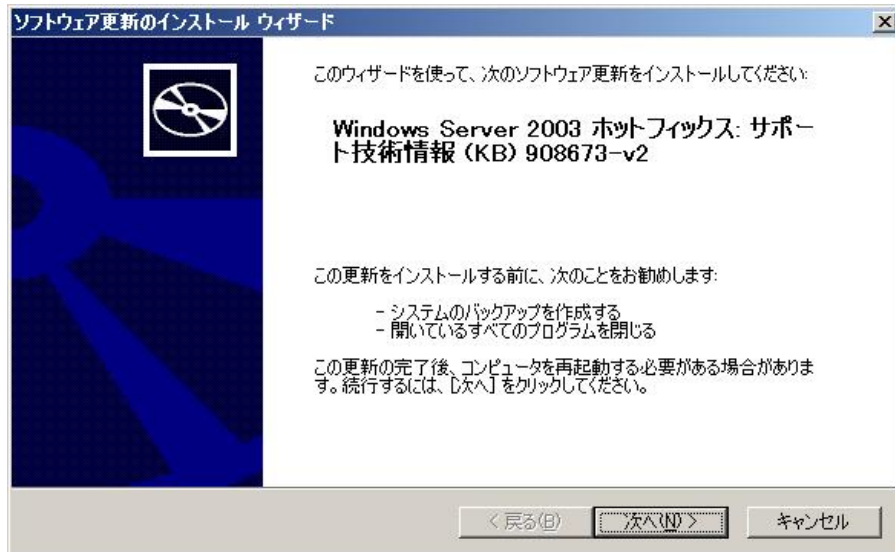 ソフトウェア更新のインストール ウィザード
このウィザードを使って、次のソフトウェア更新をインストールしてください:
Windows Server 2003 ホットフィックス: サポー
ト技術情報 (KB) 908673-v2
この更新をインストールする前に、次のことをお勧めします:
- システムのバックアップを作成する
- 開いているすべてのプログラムを閉じる
この更新の完了後、コンピュータを再起動する必要がある場合がありま
す。続行するには、[次へ] をクリックしてください。
< 戻る(B)
次へ(N) >
キャンセル